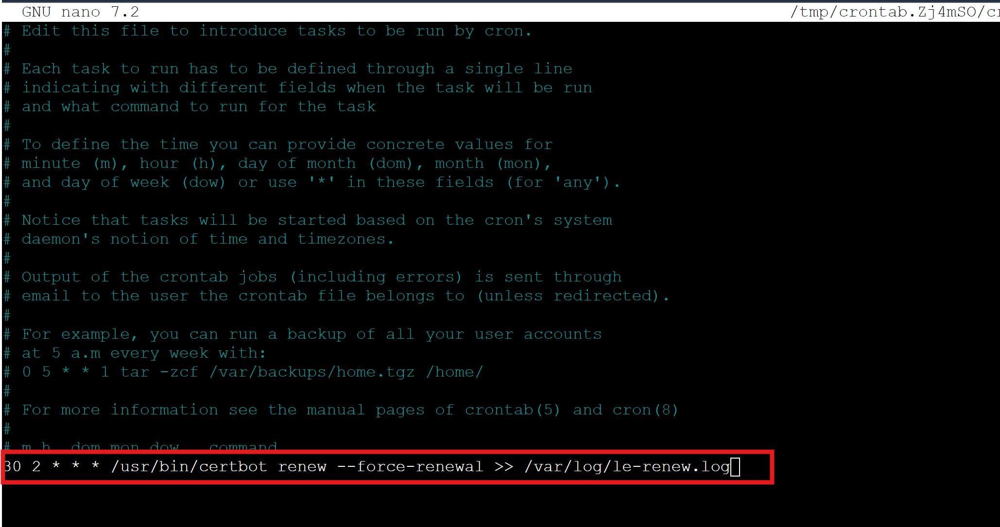 GNU nano 7.2 /tmp/crontab.Zj4mSO/cr
# Edit this file to introduce tasks to be run by cron.
#
# Each task to run has to be defined through a single line
# indicating with different fields when the task will be run
# and what command to run for the task
#
# To define the time you can provide concrete values for
# minute (m), hour (h), day of month (dom), month (mon),
# and day of week (dow) or use '*' in these fields (for 'any').
#
# Notice that tasks will be started based on the cron's system
# daemon's notion of time and timezones.
#
# Output of the crontab jobs (including errors) is sent through
# email to the user the crontab file belongs to (unless redirected).
#
# For example, you can run a backup of all your user accounts
# at 5 a.m every week with:
# 0 5 * * 1 tar -zcf /var/backups/home.tgz /home/
#
# For more information see the manual pages of crontab(5) and cron(8)
#
# m h  dom mon dow   command
30 2 * * * /usr/bin/certbot renew --force-renewal >> /var/log/le-renew.log